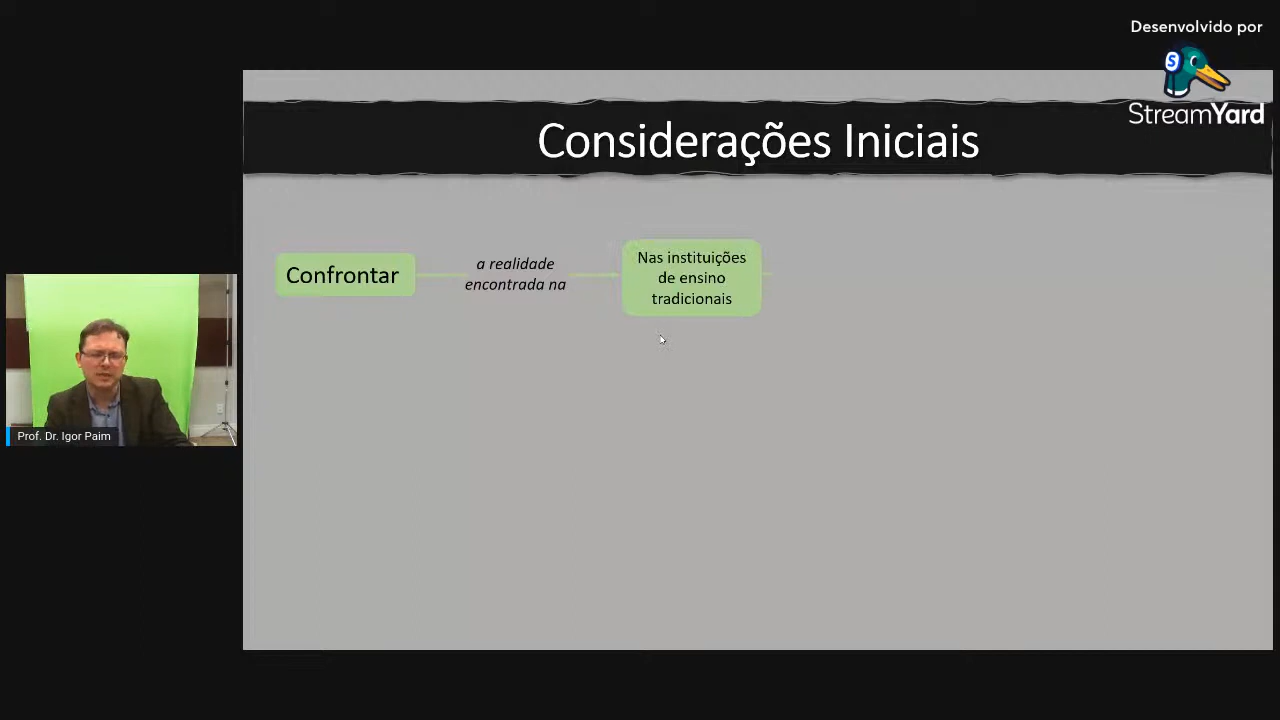 Desenvolvido por
StreamYard
Considerações Iniciais
Confrontar
a realidade
encontrada na
Nas instituições
de ensino
tradicionais
Prof. Dr. Igor Paim